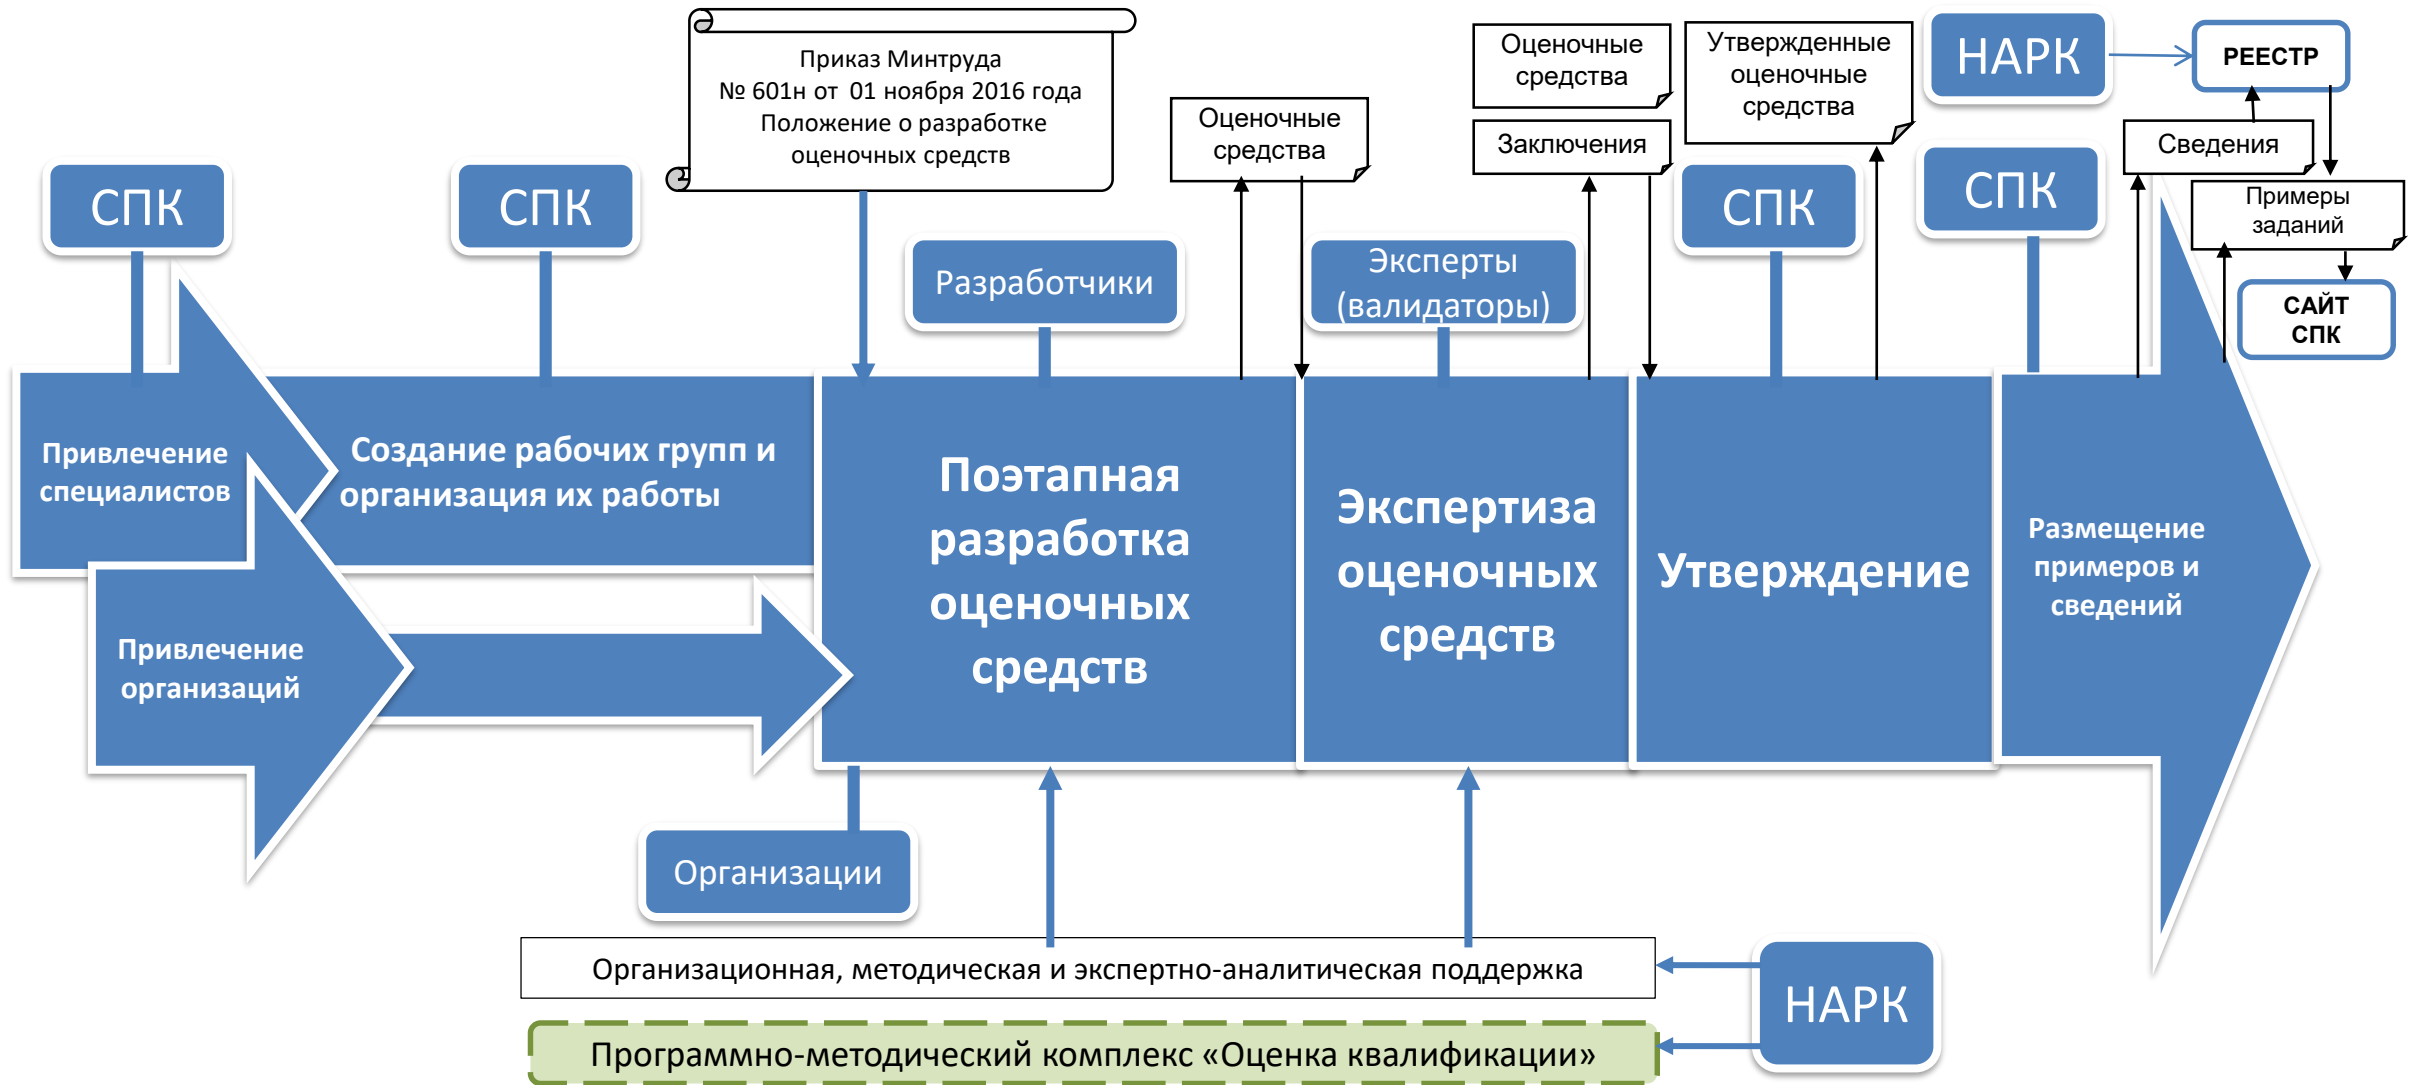 Приказ Минтруда
№ 601н от 01 ноября 2016 года
Положение о разработке
оценочных средств
Оценочные
средства
Оценочные
средства
Заключения
Утвержденные
оценочные
средства
НАРК
РЕЕСТР
Сведения
Примеры
заданий
САЙТ
СПК
СПК
СПК
Разработчики
Эксперты
(валидаторы)
СПК
СПК
Привлечение
специалистов
Создание рабочих групп и
организация их работы
Привлечение
организаций
Поэтапная
разработка
оценочных
средств
Экспертиза
оценочных
средств
Утверждение
Размещение
примеров и
сведений
Организации
Организационная, методическая и экспертно-аналитическая поддержка
НАРК
Программно-методический комплекс «Оценка квалификации»